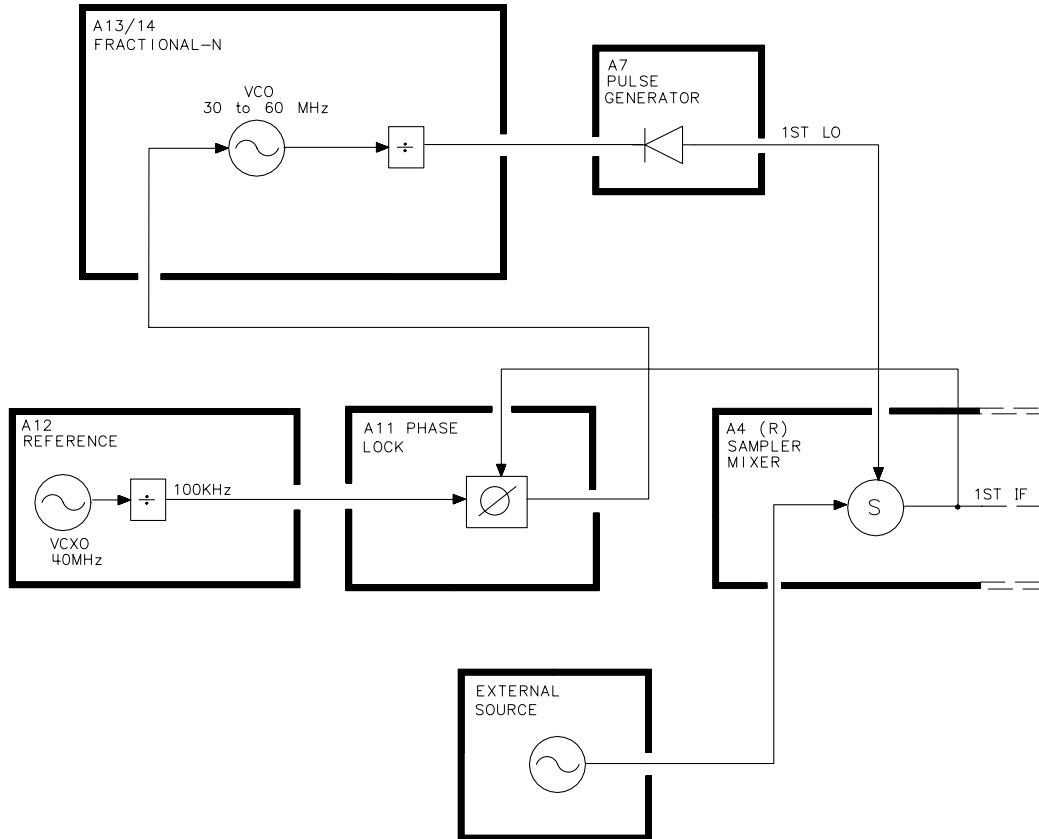 A13/14
FRACTIONAL-N
VCO
30 to 60 MHz
÷
A7
PULSE
GENERATOR
1ST LO
A12
REFERENCE
÷
100KHz
VCXO
40MHz
A11 PHASE
LOCK
A4 (R)
SAMPLER
MIXER
S
1ST IF
EXTERNAL
SOURCE